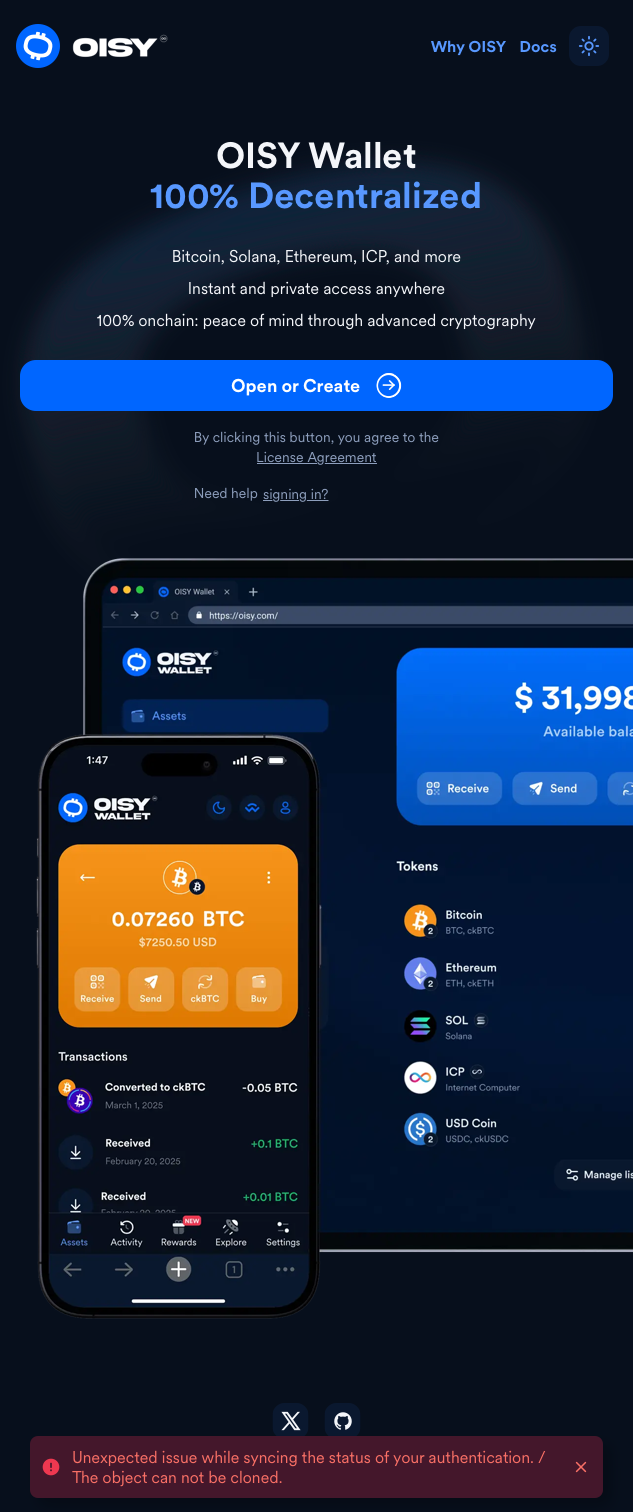 OISY
Why OISY Docs
OISY Wallet
100% Decentralized
Bitcoin, Solana, Ethereum, ICP, and more
Instant and private access anywhere
100% onchain: peace of mind through advanced cryptography
Open or Create
By clicking this button, you agree to the
License Agreement
Need help signing in?
OISY Wallet
https://oisy.com/
OISY
WALLET
Assets
$ 31,998
Available bala
Receive Send
Tokens
Bitcoin
BTC, ckBTC
2
Ethereum
ETH, ckETH
2
SOL
Solana
ICP
Internet Computer
USD Coin
USDC, ckUSDC
2
Manage lis
1:47
OISY
WALLET
0.07260 BTC
$7250.50 USD
Receive Send ckBTC Buy
Transactions
Converted to ckBTC -0.05 BTC
March 1, 2025
Received +0.1 BTC
February 20, 2025
Received +0.01 BTC
February 20, 2025
NEW
Assets Activity Rewards Explore Settings
1
Unexpected issue while syncing the status of your authentication. /
The object can not be cloned.